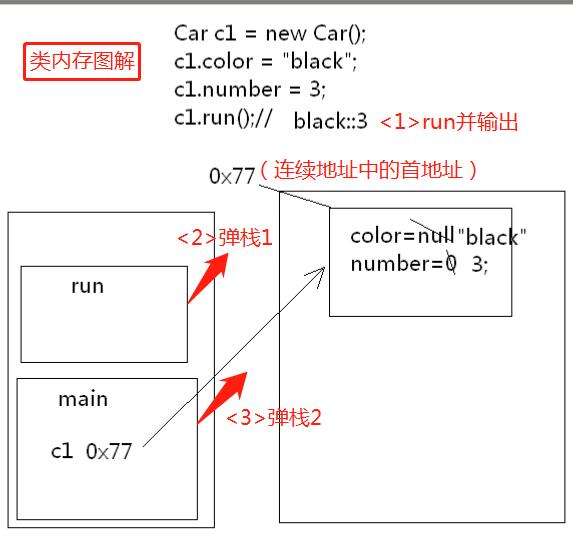 类内存图解
Car c1 = new Car();
c1.color = "black";
c1.number = 3;
c1.run();// black::3 <1>run并输出
0x77 (连续地址中的首地址)
<2>弹栈1
color=null "black"
number=0 3;
run
main
<3>弹栈2
c1 0x77